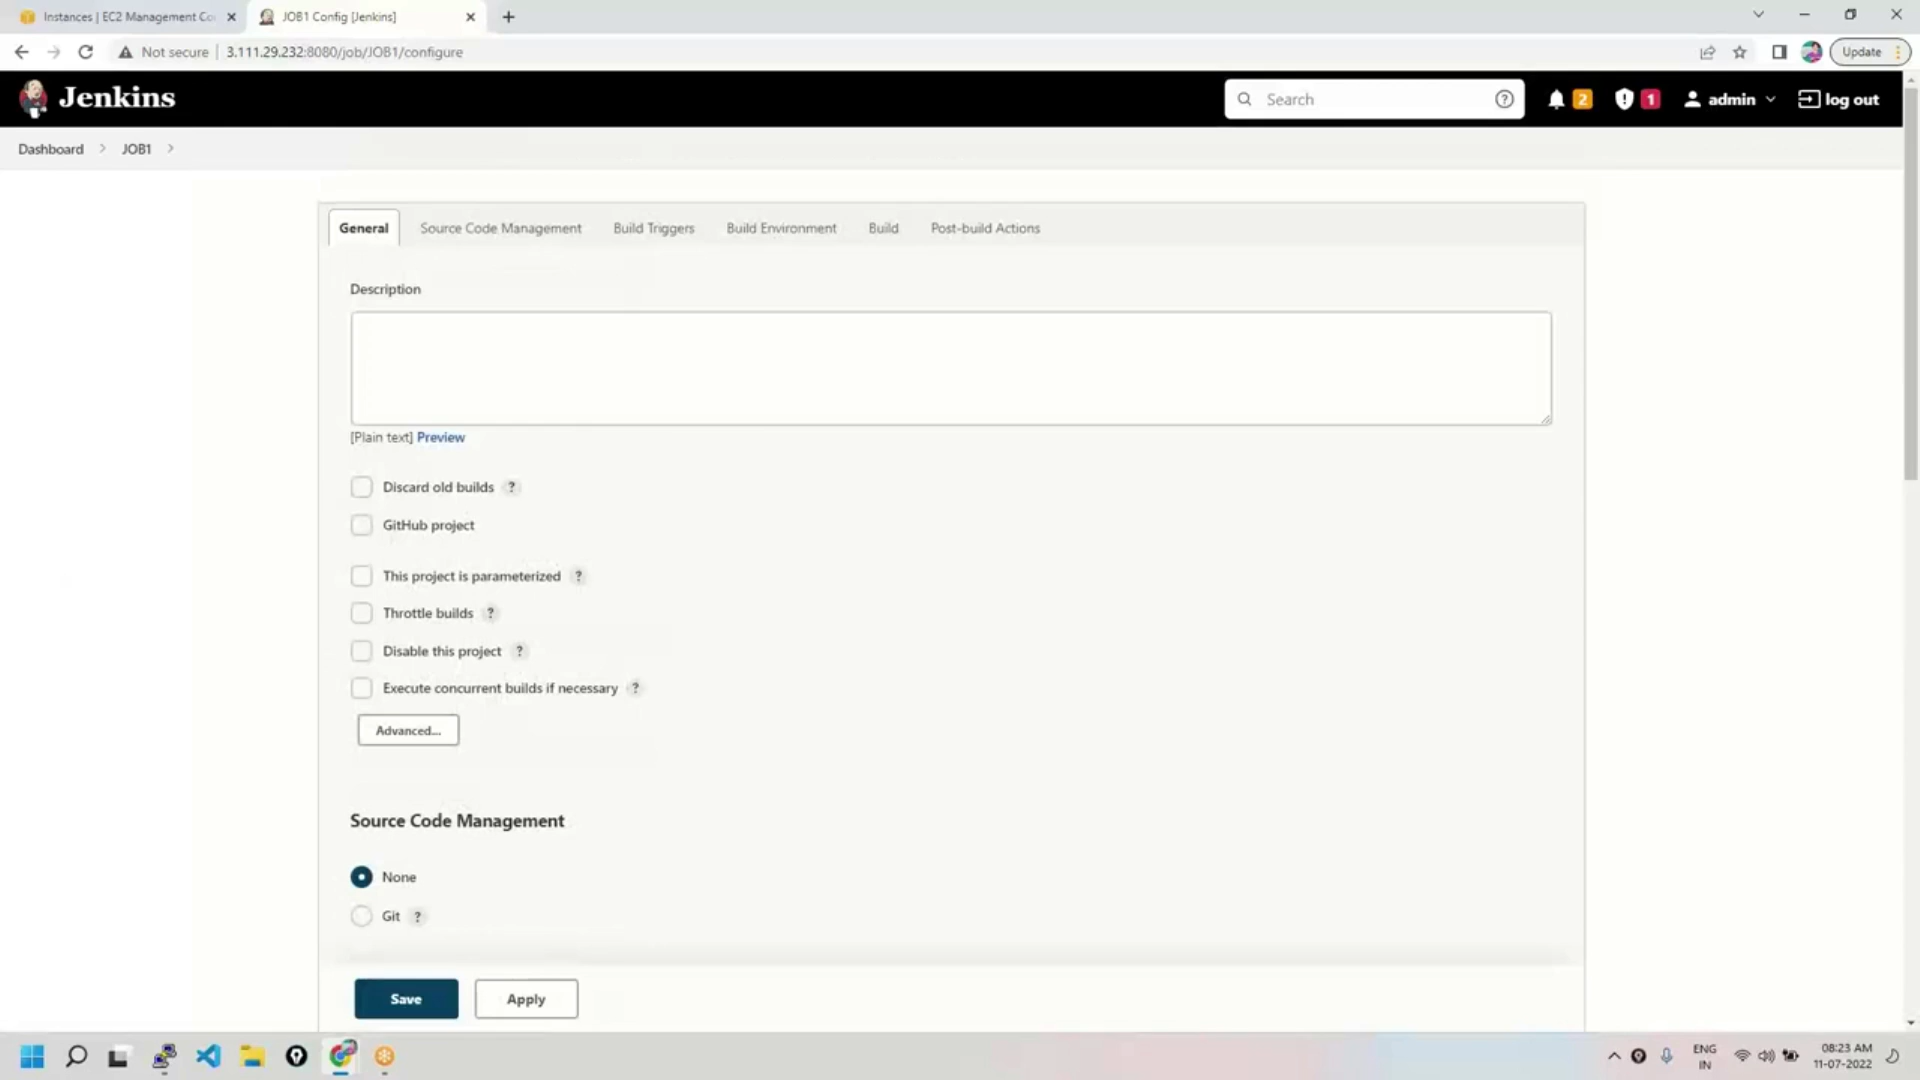 Instances | EC2 Management Co
JOB1 Config [Jenkins]
Not secure | 3.111.29.232:8080/job/JOB1/configure
Update
Jenkins
Search
2
1
admin
log out
Dashboard
JOB1
General
Source Code Management
Build Triggers
Build Environment
Build
Post-build Actions
Description
[Plain text] Preview
Discard old builds ?
GitHub project
This project is parameterized ?
Throttle builds ?
Disable this project ?
Execute concurrent builds if necessary ?
Advanced...
Source Code Management
None
Git ?
Save
Apply
ENG
IN
08:23 AM
11-07-2022